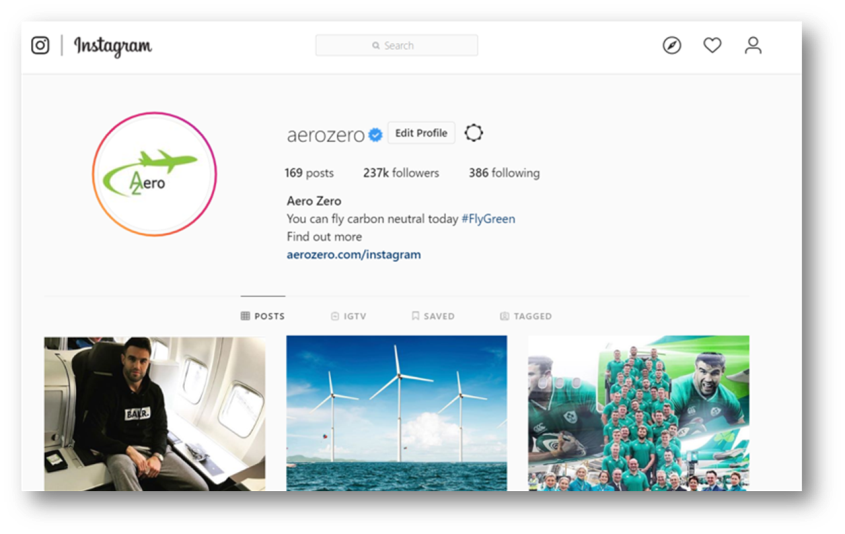 Instagram
Search
aerozero Edit Profile
169 posts 237k followers 386 following
Aero Zero
You can fly carbon neutral today #FlyGreen
Find out more
aerozero.com/instagram
AZero
POSTS IGTV SAVED TAGGED
BAKR.